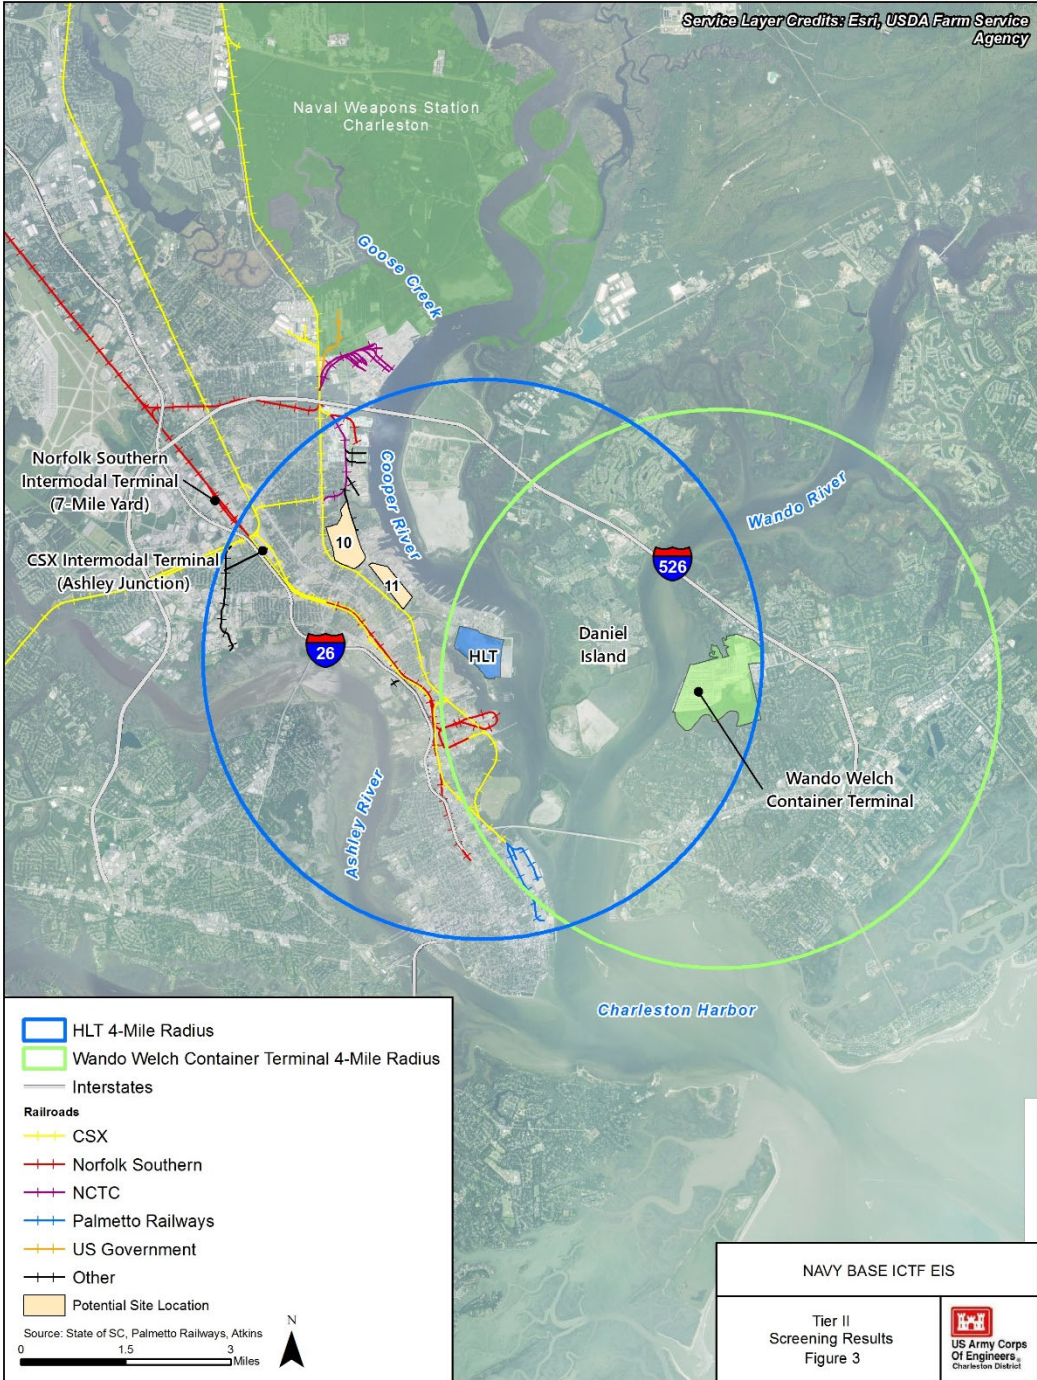 Service Layer Credits: Esri, USDA Farm Service
Agency
Naval Weapons Station
Charleston
Goose Creek
Norfolk Southern
Intermodal Terminal
(7-Mile Yard)
Cooper River
Wando River
CSX Intermodal Terminal
(Ashley Junction)
10
11
526
26
HLT
Daniel
Island
Wando Welch
Container Terminal
Ashley River
Charleston Harbor
HLT 4-Mile Radius
Wando Welch Container Terminal 4-Mile Radius
Interstates
Railroads
CSX
Norfolk Southern
NCTC
Palmetto Railways
US Government
Other
Potential Site Location
Source: State of SC, Palmetto Railways, Atkins
0 1.5 3
Miles
N
NAVY BASE ICTF EIS
Tier II
Screening Results
Figure 3
US Army Corps
Of Engineers®
Charleston District